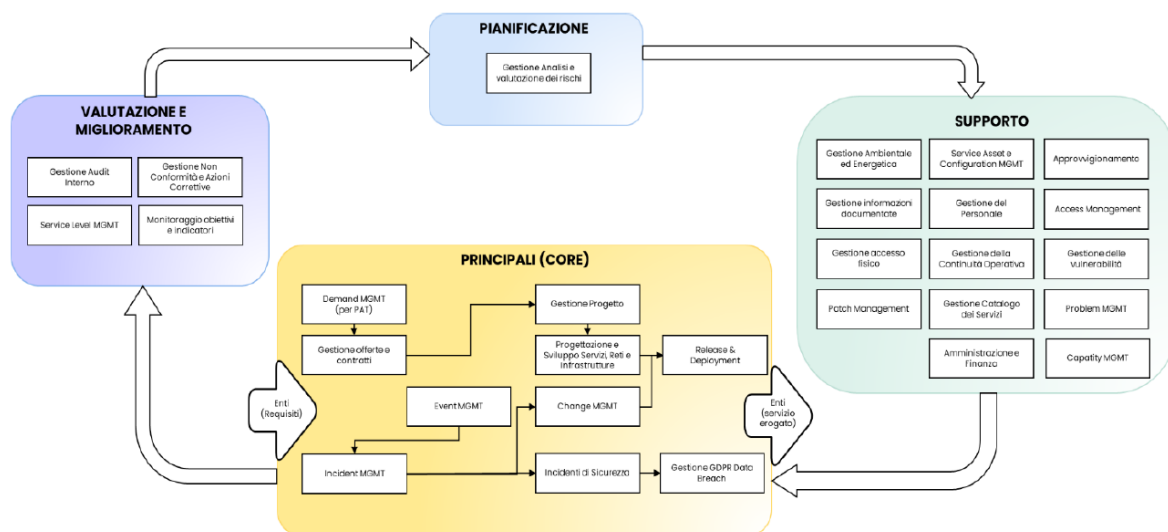 PIANIFICAZIONE
Gestione Analisi e
valutazione dei rischi
VALUTAZIONE E
MIGLIORAMENTO
Gestione Audit
Interno
Gestione Non
Conformità e Azioni
Correttive
Service Level MGMT
Monitoraggio obiettivi
e indicatori
SUPPORTO
Gestione Ambientale
ed Energetica
Service Asset e
Configuration MGMT
Approvvigionamento
Gestione informazioni
documentate
Gestione del
Personale
Access Management
Gestione accesso
fisico
Gestione della
Continuità Operativa
Gestione delle
vulnerabilità
Patch Management
Gestione Catalogo
dei Servizi
Problem MGMT
Amministrazione e
Finanza
Capatity MGMT
PRINCIPALI (CORE)
Demand MGMT
(per PAT)
Gestione Progetto
Gestione offerte e
contratti
Progettazione e
Sviluppo Servizi, Reti e
Infrastrutture
Release &
Deployment
Enti
(Requisiti)
Event MGMT
Change MGMT
Enti
(servizio
erogato)
Incident MGMT
Incidenti di Sicurezza
Gestione GDPR Data
Breach